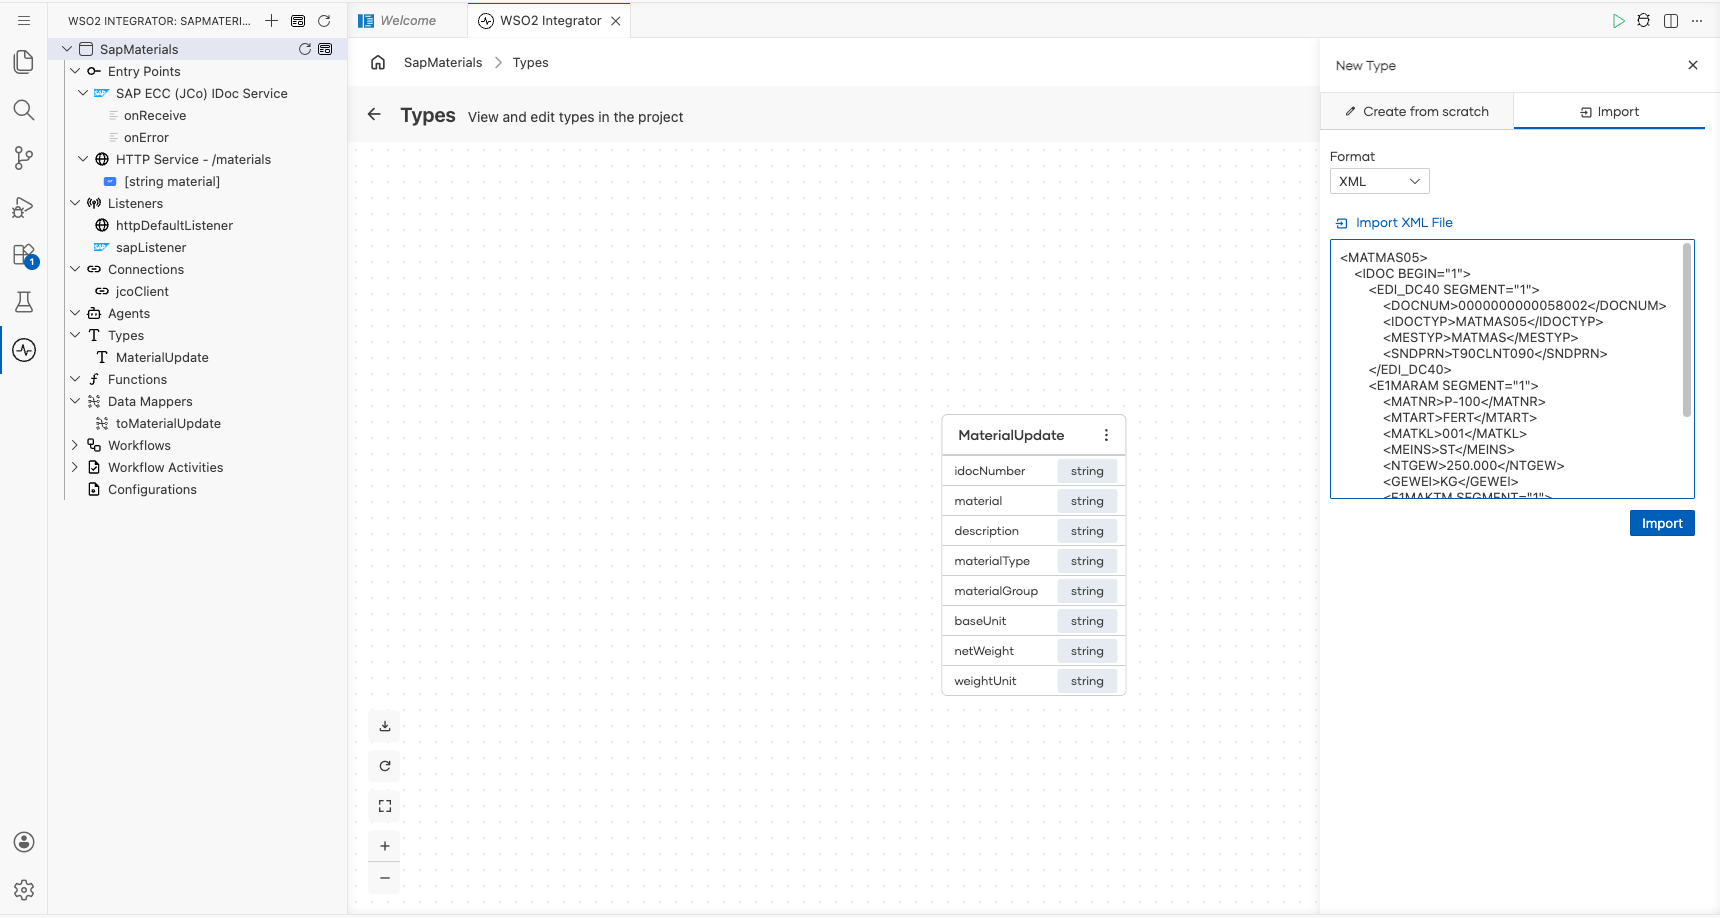 WSO2 INTEGRATOR: SAPMATERI...
SapMaterials
Entry Points
SAP ECC (JCo) IDoc Service
onReceive
onError
HTTP Service - /materials
[string material]
Listeners
httpDefaultListener
sapListener
Connections
jcoClient
Agents
Types
MaterialUpdate
Functions
Data Mappers
toMaterialUpdate
Workflows
Workflow Activities
Configurations
1
Welcome
WSO2 Integrator
SapMaterials > Types
Types View and edit types in the project
MaterialUpdate
idocNumber string
material string
description string
materialType string
materialGroup string
baseUnit string
netWeight string
weightUnit string
New Type
Create from scratch
Import
Format
XML
Import XML File
<MATMAS05>
<IDOC BEGIN="1">
<EDI_DC40 SEGMENT="1">
<DOCNUM>0000000000058002</DOCNUM>
<IDOCTYP>MATMAS05</IDOCTYP>
<MESTYP>MATMAS</MESTYP>
<SNDPRN>T90CLNT090</SNDPRN>
</EDI_DC40>
<E1MARAM SEGMENT="1">
<MATNR>P-100</MATNR>
<MTART>FERT</MTART>
<MATKL>001</MATKL>
<MEINS>ST</MEINS>
<NTGEW>250.000</NTGEW>
<GEWEI>KG</GEWEI>
<E1MAKTM SEGMENT="1">
Import